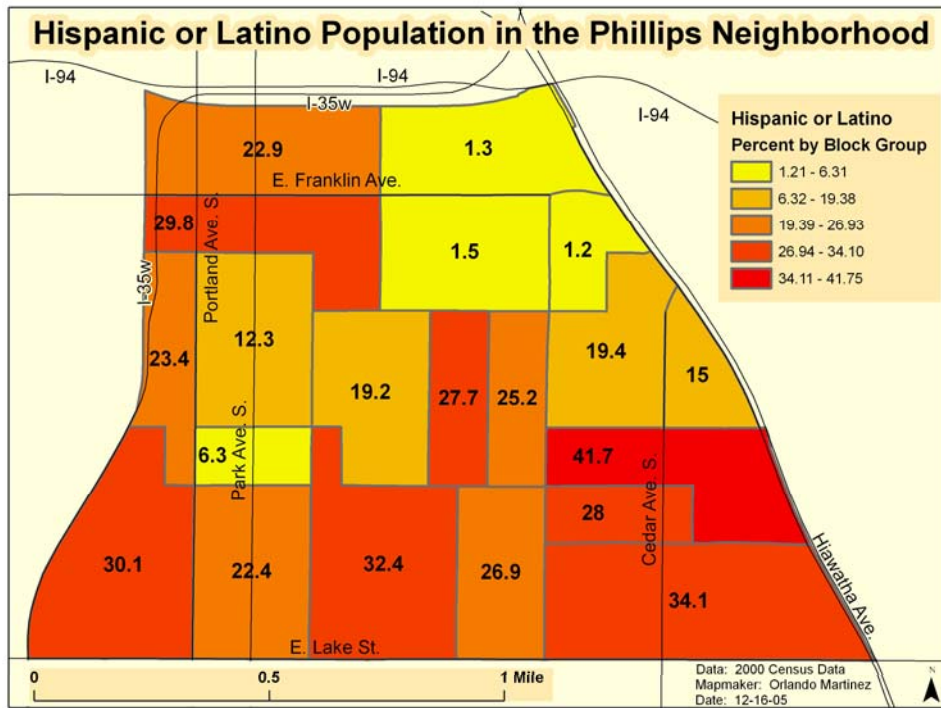 Hispanic or Latino Population in the Phillips Neighborhood
I-94
I-94
I-35w
I-94
Hispanic or Latino
Percent by Block Group
1.21 - 6.31
6.32 - 19.38
19.39 - 26.93
26.94 - 34.10
34.11 - 41.75
22.9
1.3
E. Franklin Ave.
29.8
Portland Ave. S.
1.5
1.2
I-35w
12.3
23.4
19.2
27.7
25.2
19.4
15
6.3
Park Ave. S.
41.7
Cedar Ave. S.
28
Hiawatha Ave.
30.1
22.4
32.4
26.9
34.1
E. Lake St.
0
0.5
1 Mile
Data: 2000 Census Data
Mapmaker: Orlando Martinez
Date: 12-16-05
N